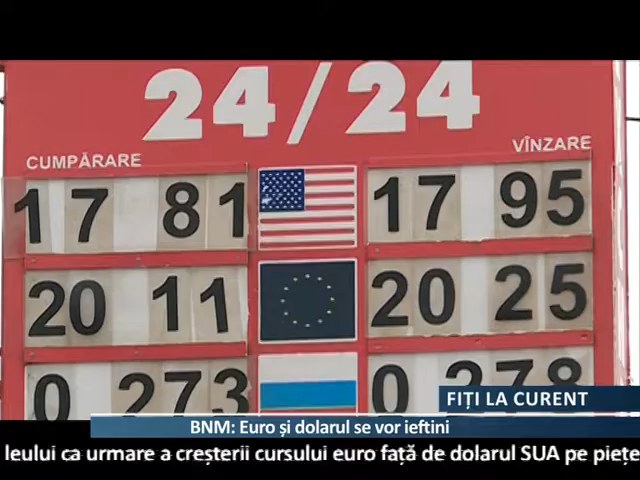 24/24
CUMPĂRARE
VÎNZARE
17 81 17 95
20 11 20 25
0 273 0 278
FIȚI LA CURENT
BNM: Euro și dolarul se vor ieftini
leului ca urmare a creșterii cursului euro față de dolarul SUA pe piețe